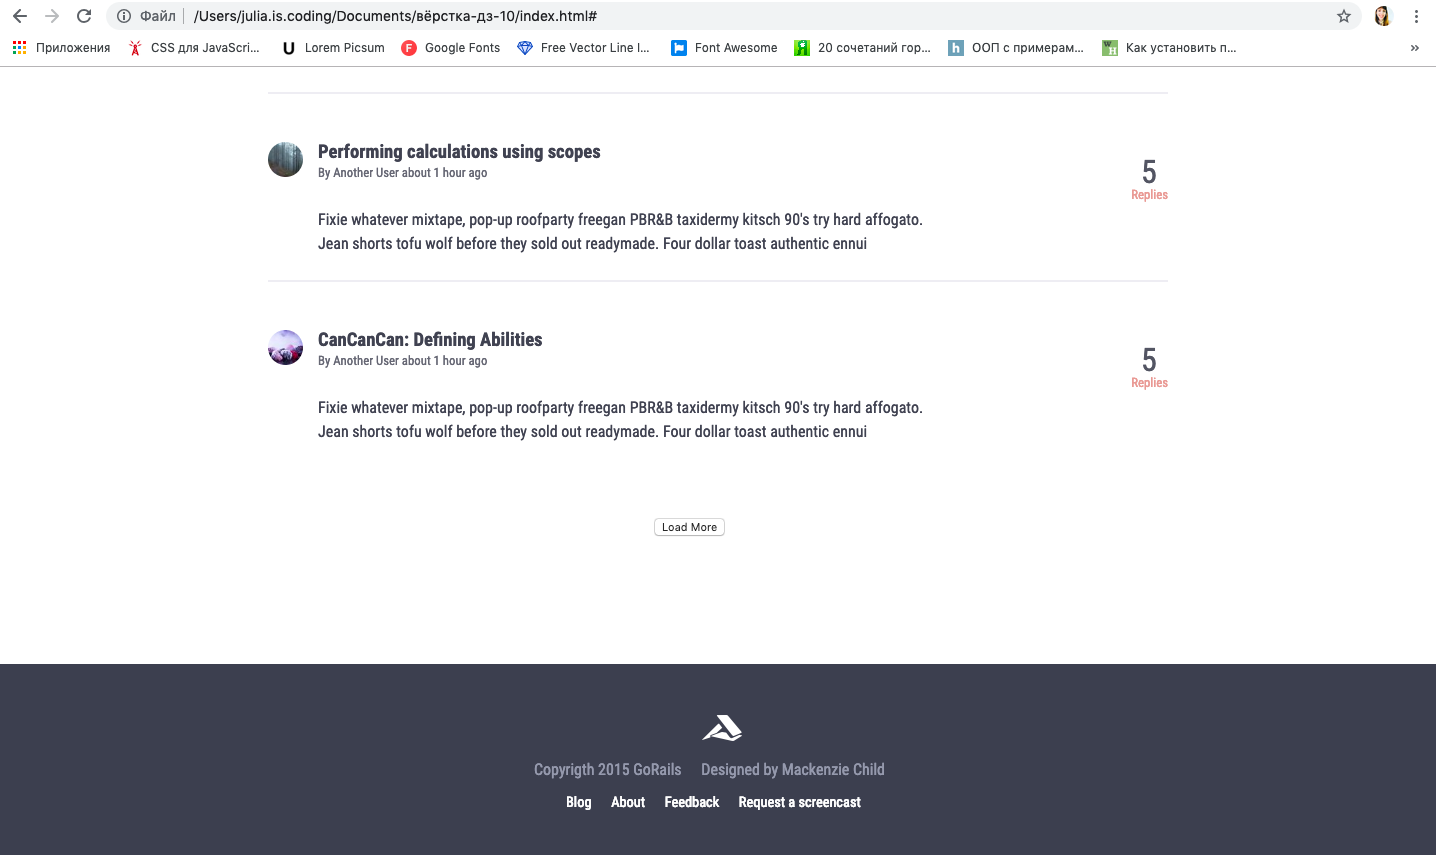 Файл | /Users/julia.is.coding/Documents/вёрстка-дз-10/index.html#
Приложения CSS для JavaScri... U Lorem Picsum F Google Fonts Free Vector Line I... Font Awesome Я 20 сочетаний гор... h ООП с примерам... WH Как установить п... »
Performing calculations using scopes
By Another User about 1 hour ago
5
Replies
Fixie whatever mixtape, pop-up roofparty freegan PBR&B taxidermy kitsch 90's try hard affogato.
Jean shorts tofu wolf before they sold out readymade. Four dollar toast authentic ennui
CanCanCan: Defining Abilities
By Another User about 1 hour ago
5
Replies
Fixie whatever mixtape, pop-up roofparty freegan PBR&B taxidermy kitsch 90's try hard affogato.
Jean shorts tofu wolf before they sold out readymade. Four dollar toast authentic ennui
Load More
Copyrigth 2015 GoRails Designed by Mackenzie Child
Blog About Feedback Request a screencast